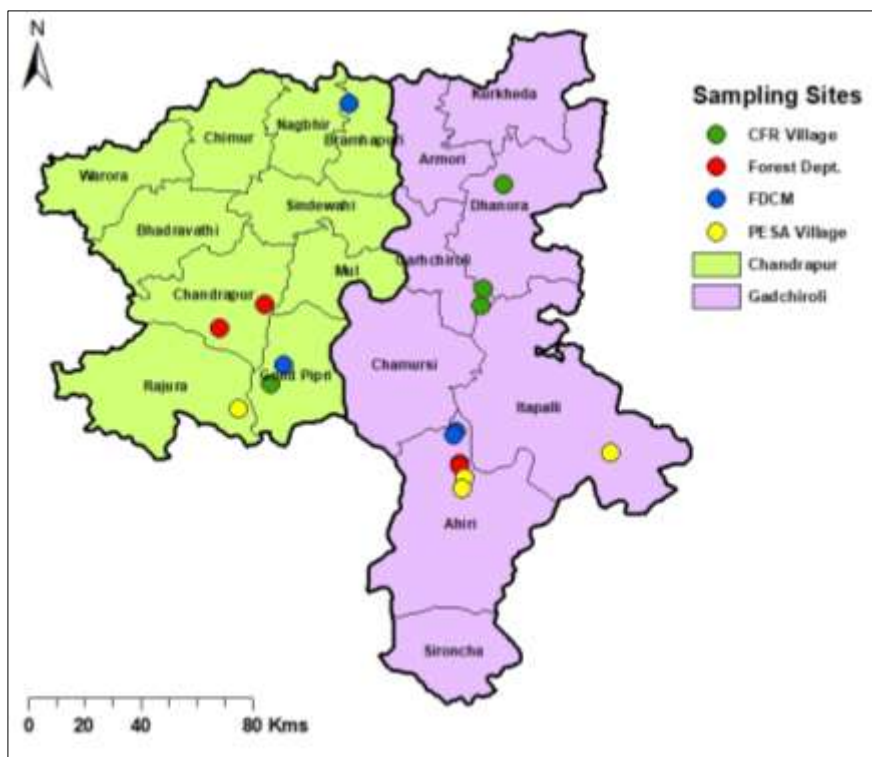 N
Sampling Sites
CFR Village
Forest Dept.
FDCM
PESA Village
Chandrapur
Gadchiroli
Kurkheda
Nagbhir
Chimur
Bramhapuri
Armori
Warora
Dhanora
Sindewahi
Bhadravathi
Garhchiroli
Mul
Chandrapur
Chamursi
Gond Pipri
Rajura
Itapalli
Ahiri
Sironcha
0 20 40 80 Kms